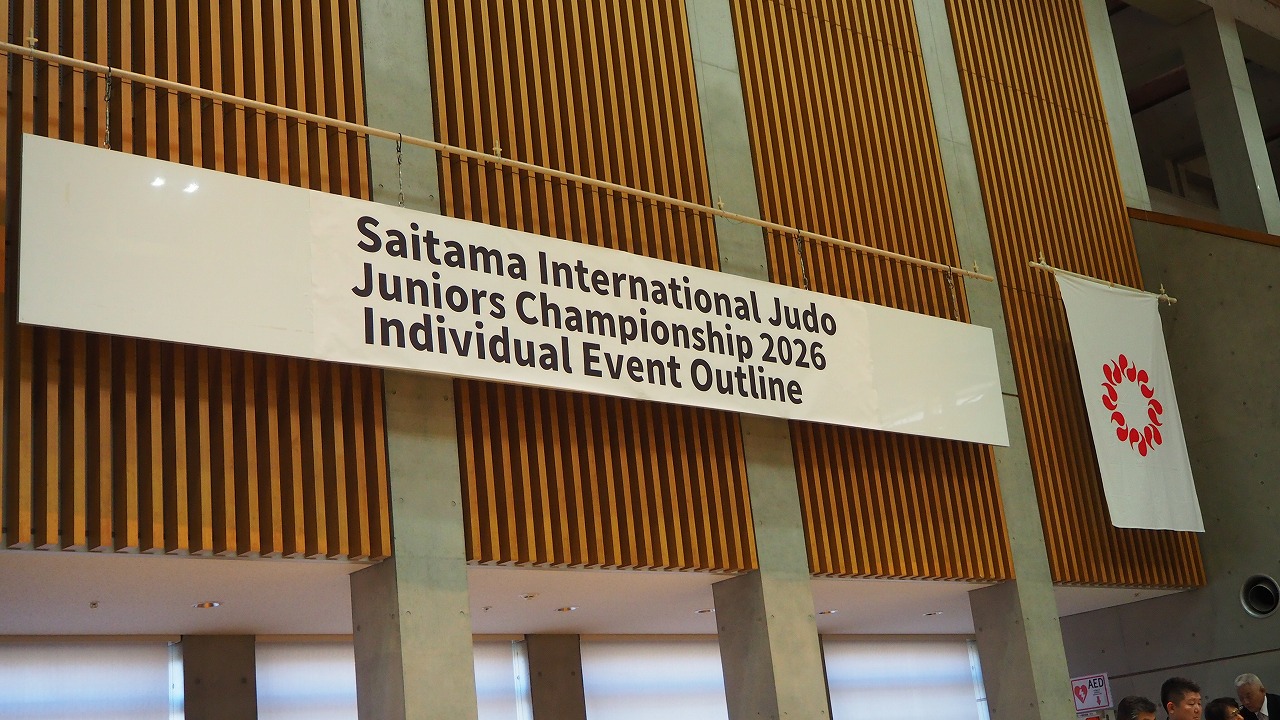 Saitama International Judo
Juniors Championship 2026
Individual Event Outline
AED